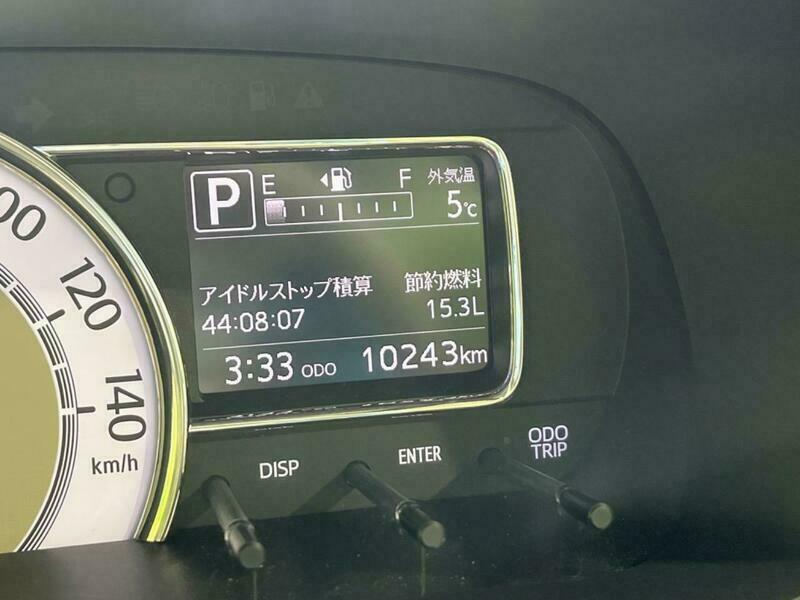 P
E F
外気温
5℃
アイドルストップ積算 節約燃料
44:08:07 15.3L
3:33 ODO 10243km
120
140
km/h
DISP
ENTER
ODO
TRIP